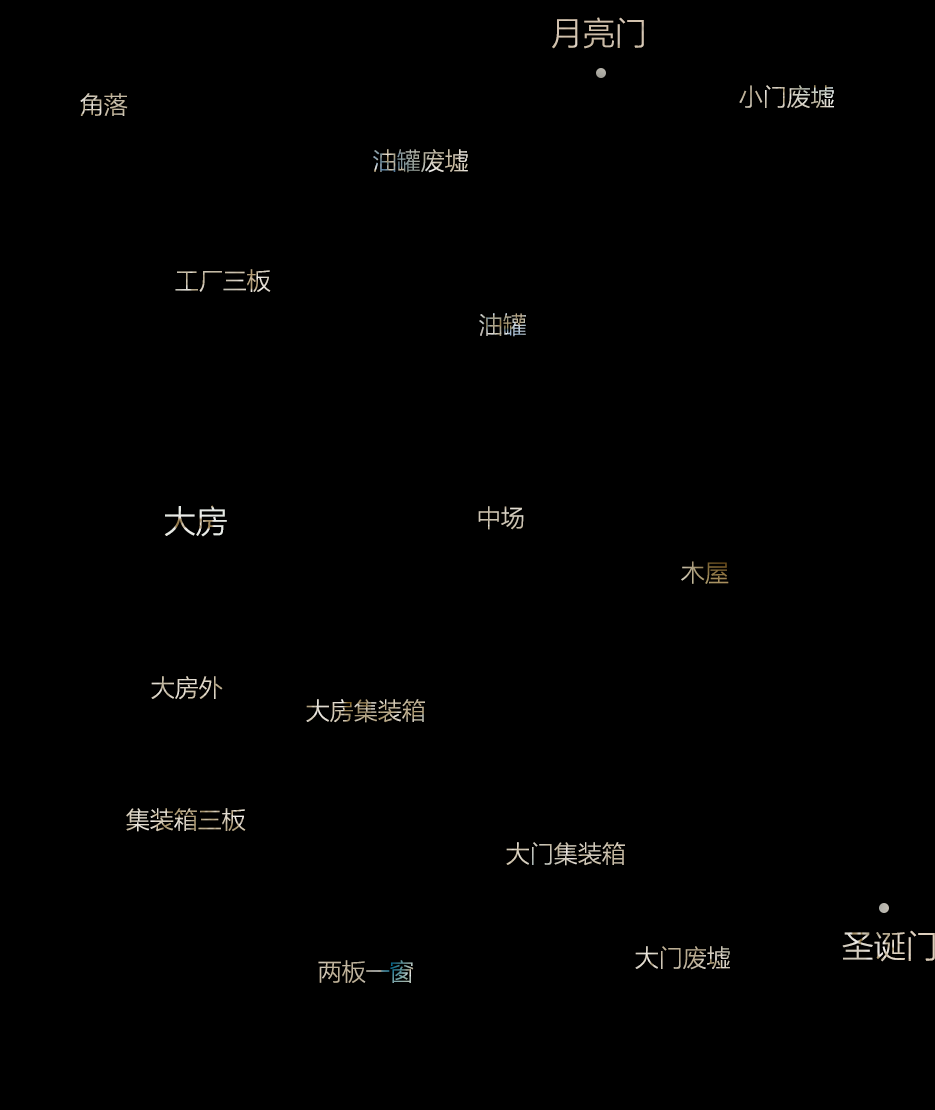 月亮门
小门废墟
角落
油罐废墟
工厂三板
油罐
大房
中场
木屋
大房外
大房集装箱
集装箱三板
大门集装箱
圣诞门
大门废墟
两板一窗